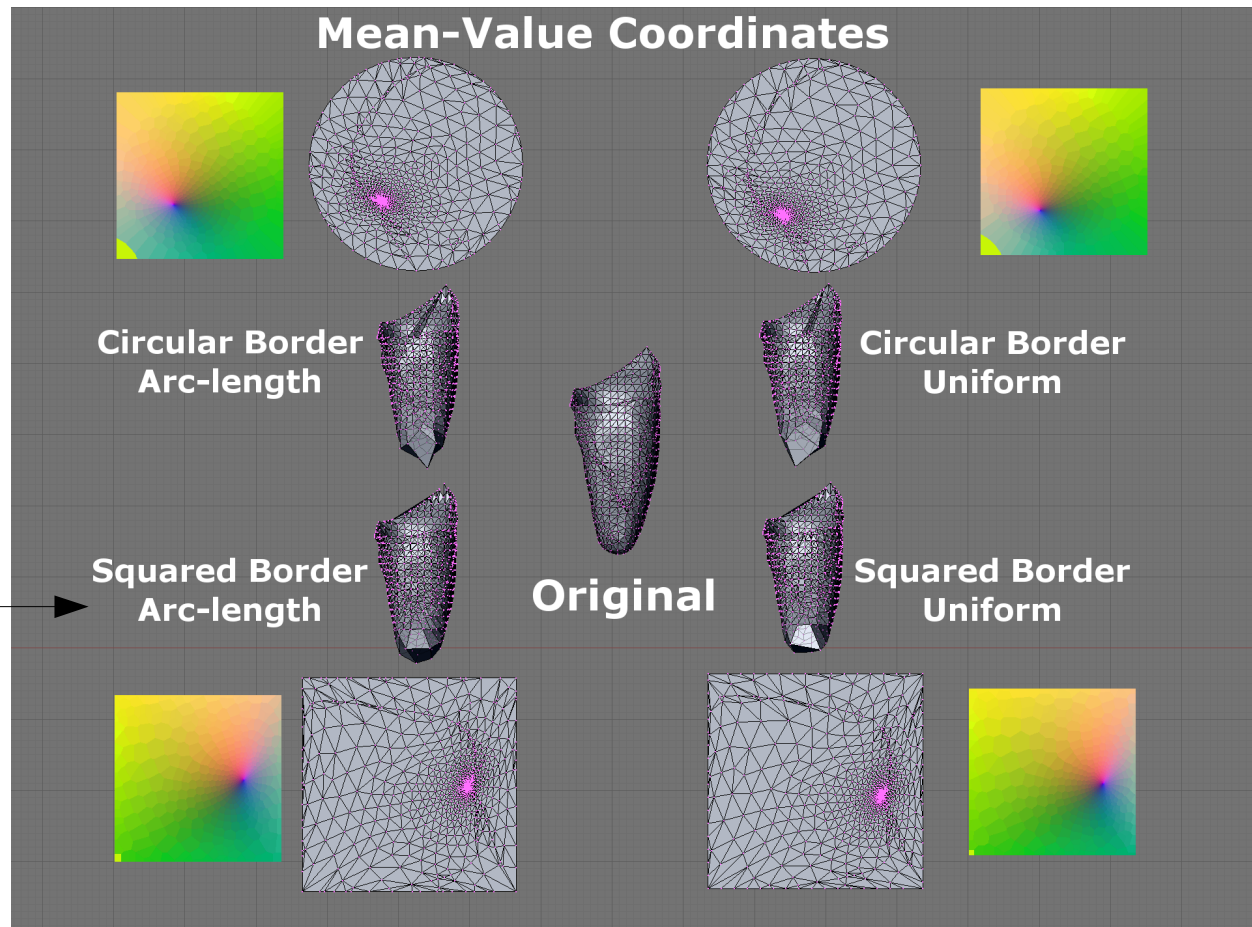 Mean-Value Coordinates
Circular Border
Arc-length
Circular Border
Uniform
Squared Border
Arc-length
Original
Squared Border
Uniform